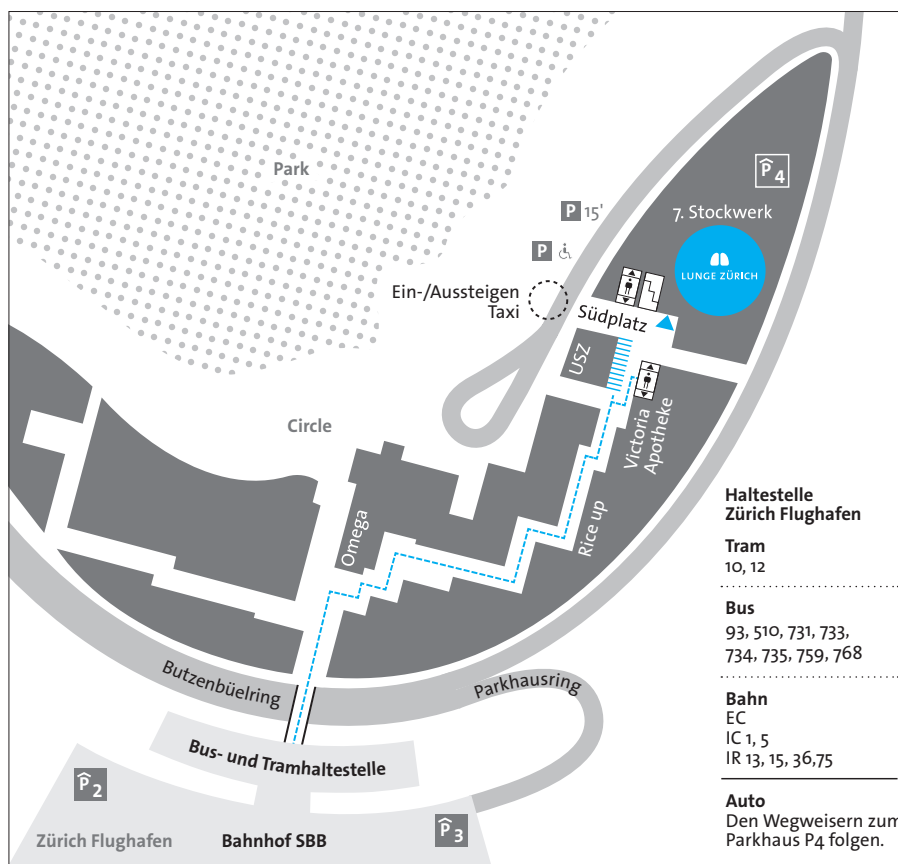 Park
P 4
7. Stockwerk
P 15'
P
LUNGE ZÜRICH
Ein-/Aussteigen
Taxi
Südplatz
USZ
Victoria
Apotheke
Circle
Omega
Rice up
Haltestelle
Zürich Flughafen
Tram
10, 12
Bus
93, 510, 731, 733,
734, 735, 759, 768
Bahn
EC
IC 1, 5
IR 13, 15, 36,75
Auto
Den Wegweisern zum
Parkhaus P4 folgen.
Butzenbüelring
Parkhausring
Bus- und Tramhaltestelle
P 2
P 3
Zürich Flughafen
Bahnhof SBB